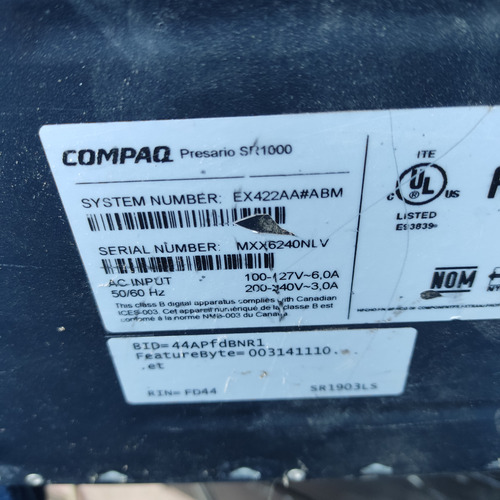 COMPAQ Presario SR1000
SYSTEM NUMBER: EX422AA#ABM
SERIAL NUMBER: MXX6240NLV
AC INPUT 100-127V~6,0A
50/60 Hz 200-240V~3,0A
This class B digital apparatus complies with Canadian
ICES-003. Cet appareil numérique de la classe B est
conforme à la norme NMB-003 du Canada
ITE
C UL US
LISTED
E93839
NOM
BID=44APfdBNR1
FeatureByte=003141110...
.et
RIN= FD44 SR1903LS